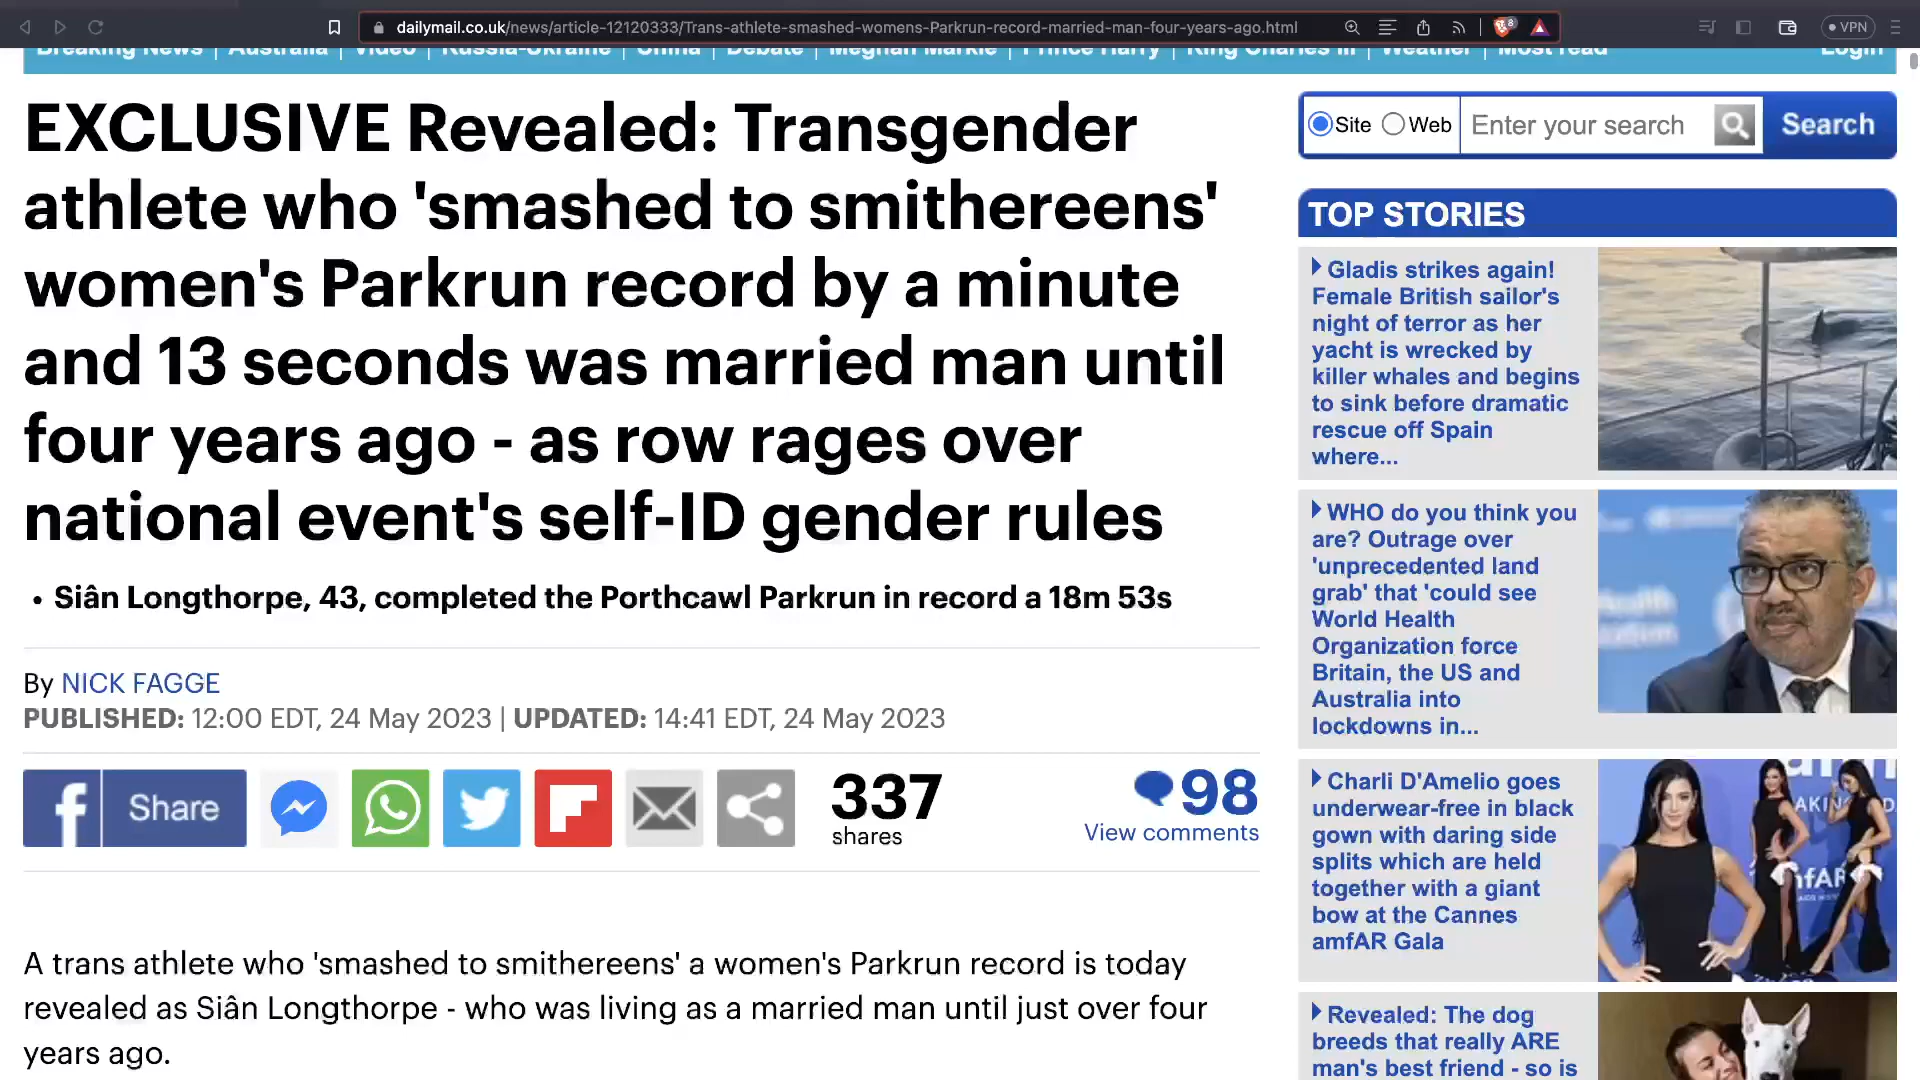 dailymail.co.uk/news/article-12120333/Trans-athlete-smashed-womens-Parkrun-record-married-man-four-years-ago.html
8
VPN
Breaking News | Australia | Video | Russia-Ukraine | China | Debate | Meghan Markle | Prince Harry | King Charles III | Weather | Most read
Login
EXCLUSIVE Revealed: Transgender
athlete who 'smashed to smithereens'
women's Parkrun record by a minute
and 13 seconds was married man until
four years ago - as row rages over
national event's self-ID gender rules
• Siân Longthorpe, 43, completed the Porthcawl Parkrun in record a 18m 53s
By NICK FAGGE
PUBLISHED: 12:00 EDT, 24 May 2023 | UPDATED: 14:41 EDT, 24 May 2023
Share
337
shares
98
View comments
A trans athlete who 'smashed to smithereens' a women's Parkrun record is today
revealed as Siân Longthorpe - who was living as a married man until just over four
years ago.
Site Web Enter your search Search
TOP STORIES
Gladis strikes again!
Female British sailor's
night of terror as her
yacht is wrecked by
killer whales and begins
to sink before dramatic
rescue off Spain
where...
WHO do you think you
are? Outrage over
'unprecedented land
grab' that 'could see
World Health
Organization force
Britain, the US and
Australia into
lockdowns in...
Charli D'Amelio goes
underwear-free in black
gown with daring side
splits which are held
together with a giant
bow at the Cannes
amfAR Gala
Revealed: The dog
breeds that really ARE
man's best friend - so is